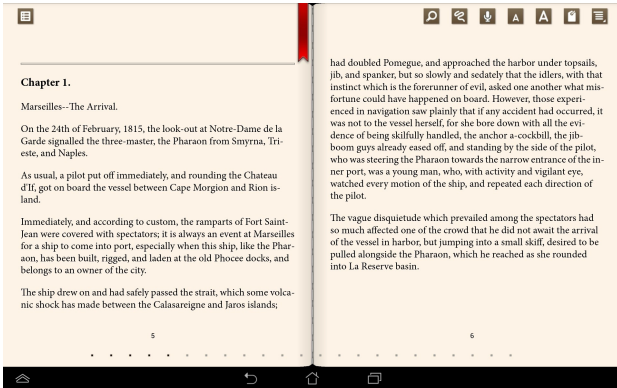 Chapter 1.
Marseilles--The Arrival.
On the 24th of February, 1815, the look-out at Notre-Dame de la
Garde signalled the three-master, the Pharaon from Smyrna, Tri-
este, and Naples.
As usual, a pilot put off immediately, and rounding the Chateau
d'If, got on board the vessel between Cape Morgion and Rion is-
land.
Immediately, and according to custom, the ramparts of Fort Saint-
Jean were covered with spectators; it is always an event at Marseilles
for a ship to come into port, especially when this ship, like the Phar-
aon, has been built, rigged, and laden at the old Phocee docks, and
belongs to an owner of the city.
The ship drew on and had safely passed the strait, which some volca-
nic shock has made between the Calasareigne and Jaros islands;
5
had doubled Pomegue, and approached the harbor under topsails,
jib, and spanker, but so slowly and sedately that the idlers, with that
instinct which is the forerunner of evil, asked one another what mis-
fortune could have happened on board. However, those experi-
enced in navigation saw plainly that if any accident had occurred, it
was not to the vessel herself, for she bore down with all the evi-
dence of being skilfully handled, the anchor a-cockbill, the jib-
boom guys already eased off, and standing by the side of the pilot,
who was steering the Pharaon towards the narrow entrance of the in-
ner port, was a young man, who, with activity and vigilant eye,
watched every motion of the ship, and repeated each direction of
the pilot.
The vague disquietude which prevailed among the spectators had
so much affected one of the crowd that he did not await the arrival
of the vessel in harbor, but jumping into a small skiff, desired to be
pulled alongside the Pharaon, which he reached as she rounded
into La Reserve basin.
6
A
A